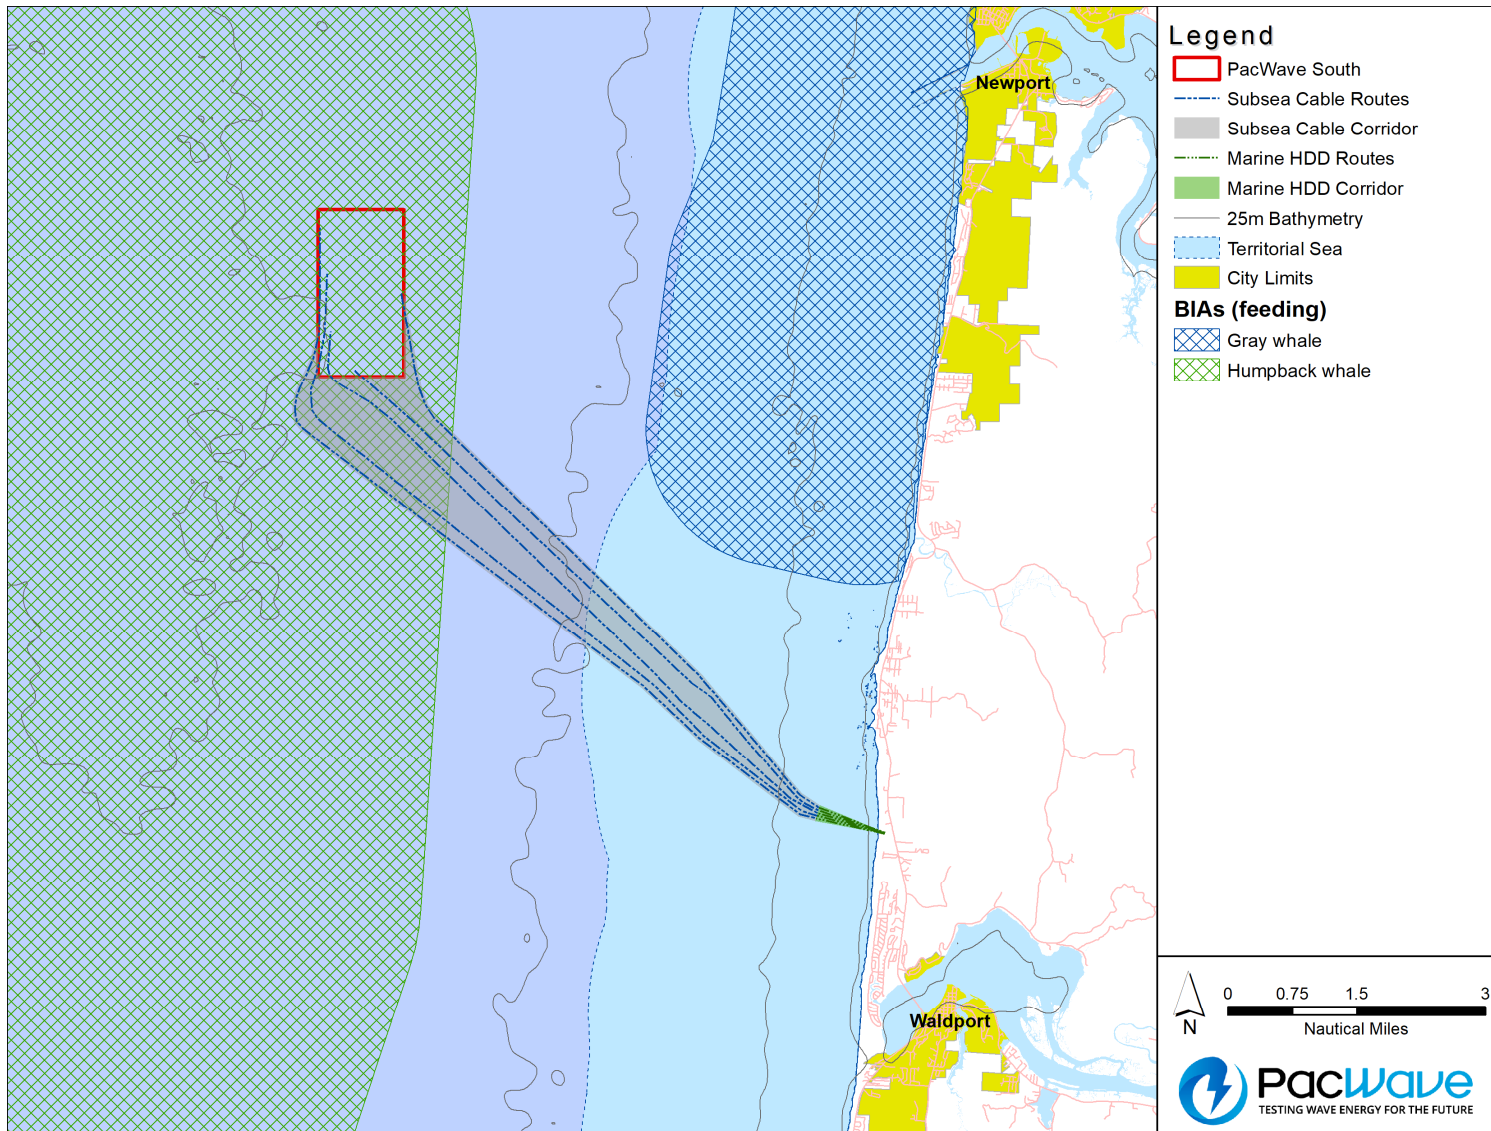 Newport
Waldport
Legend
PacWave South
Subsea Cable Routes
Subsea Cable Corridor
Marine HDD Routes
Marine HDD Corridor
25m Bathymetry
Territorial Sea
City Limits
BIAs (feeding)
Gray whale
Humpback whale
0 0.75 1.5 3
Nautical Miles
N
PacWave
TESTING WAVE ENERGY FOR THE FUTURE